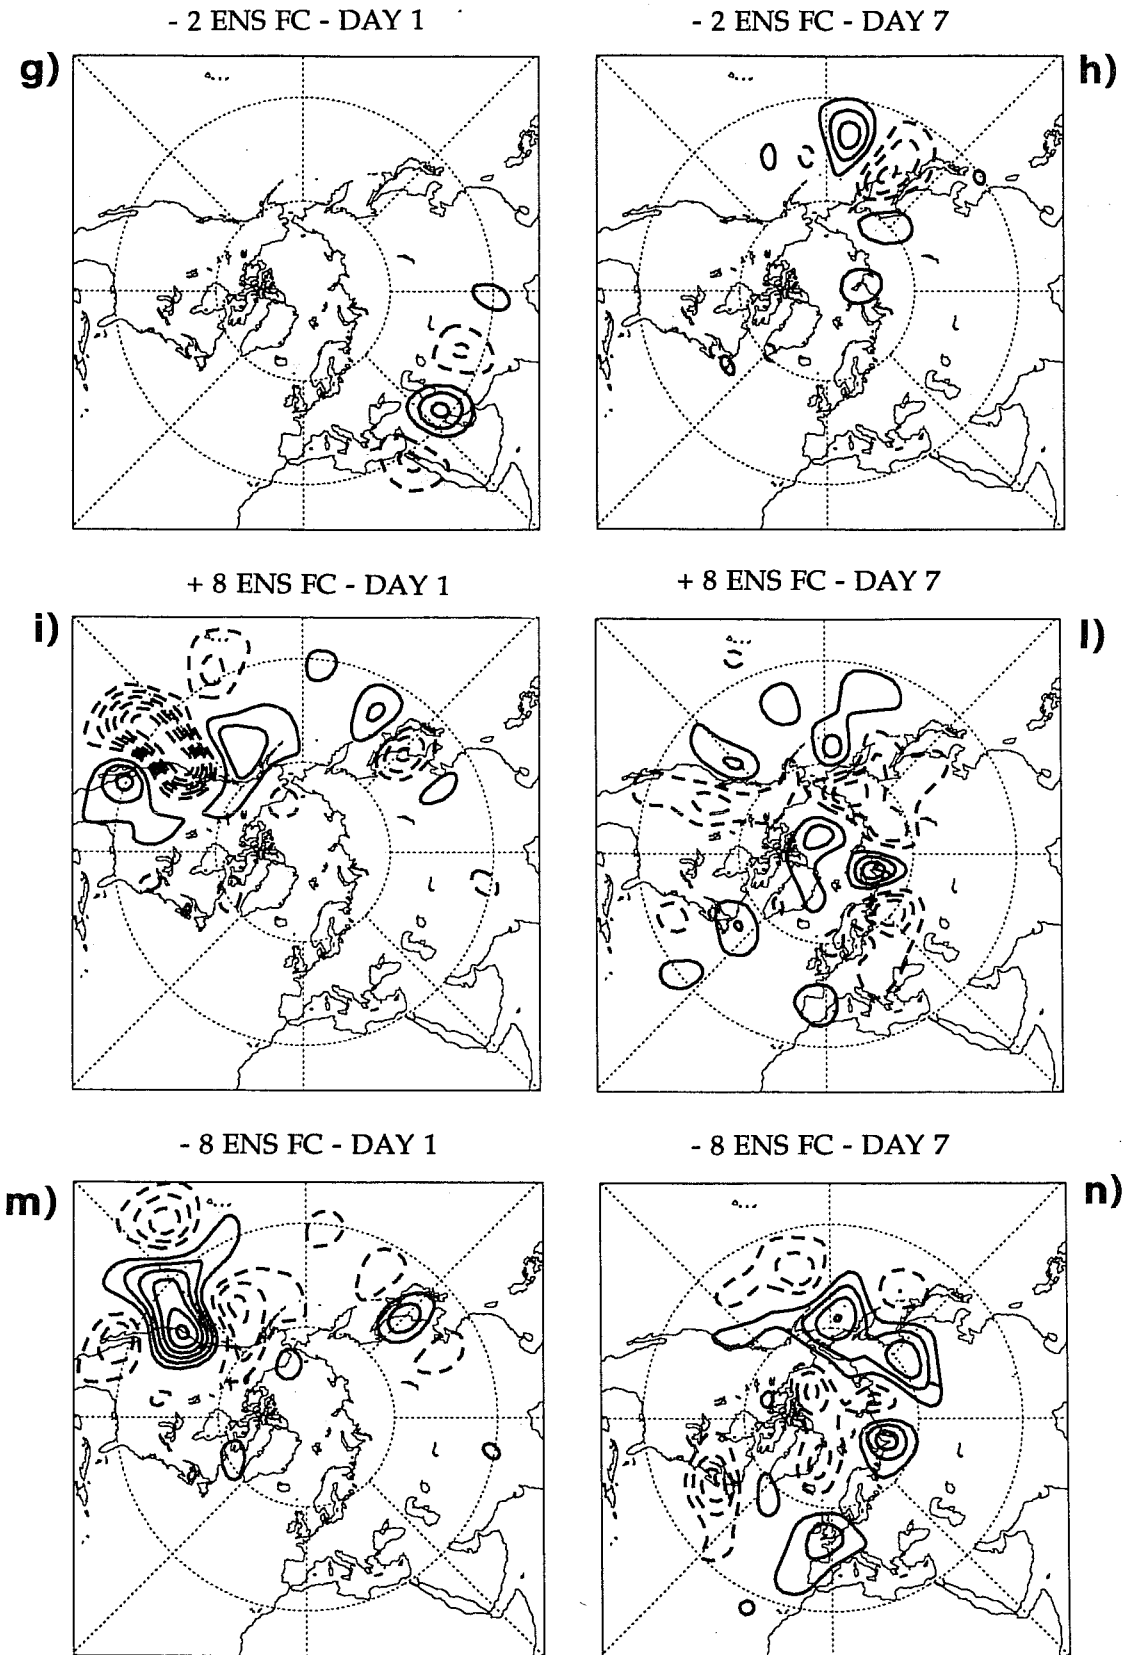 - 2 ENS FC - DAY 1
- 2 ENS FC - DAY 7
g)
h)
+ 8 ENS FC - DAY 1
+ 8 ENS FC - DAY 7
i)
l)
- 8 ENS FC - DAY 1
- 8 ENS FC - DAY 7
m)
n)